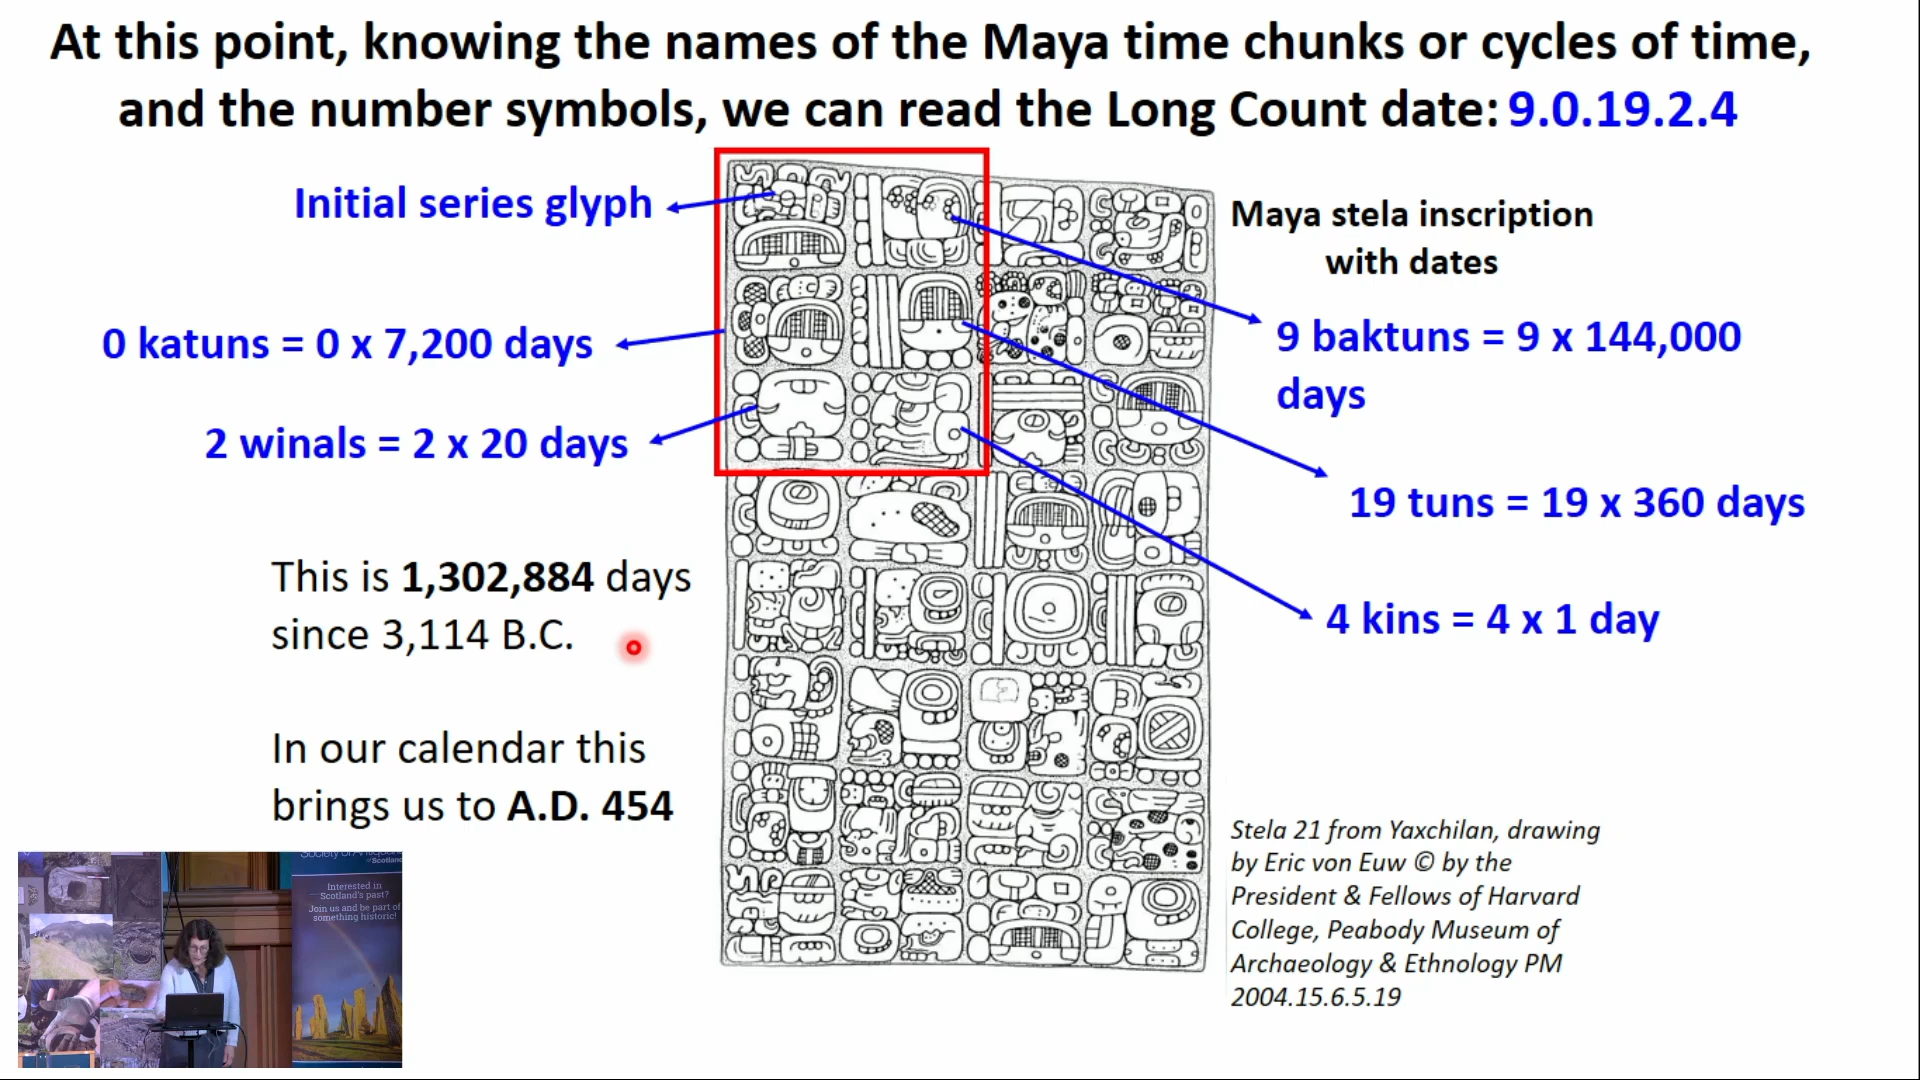 At this point, knowing the names of the Maya time chunks or cycles of time,
and the number symbols, we can read the Long Count date: 9.0.19.2.4
Initial series glyph
0 katuns = 0 x 7,200 days
2 winals = 2 x 20 days
This is 1,302,884 days
since 3,114 B.C.
In our calendar this
brings us to A.D. 454
Maya stela inscription
with dates
9 baktuns = 9 x 144,000
days
19 tuns = 19 x 360 days
4 kins = 4 x 1 day
Stela 21 from Yaxchilan, drawing
by Eric von Euw © by the
President & Fellows of Harvard
College, Peabody Museum of
Archaeology & Ethnology PM
2004.15.6.5.19
of Scotland
Interested in
Scotland's past?
Join us and be part of
something historic!